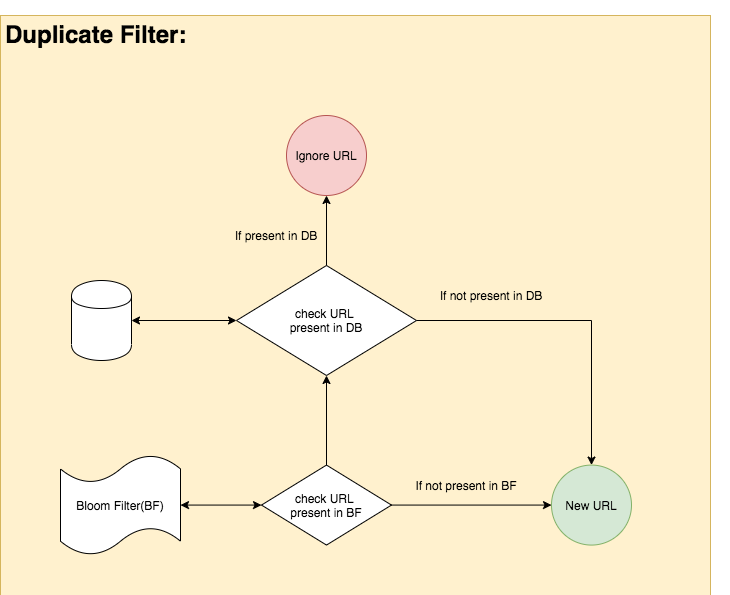 Duplicate Filter:
Ignore URL
If present in DB
If not present in DB
check URL
present in DB
If not present in BF
Bloom Filter(BF)
check URL
present in BF
New URL